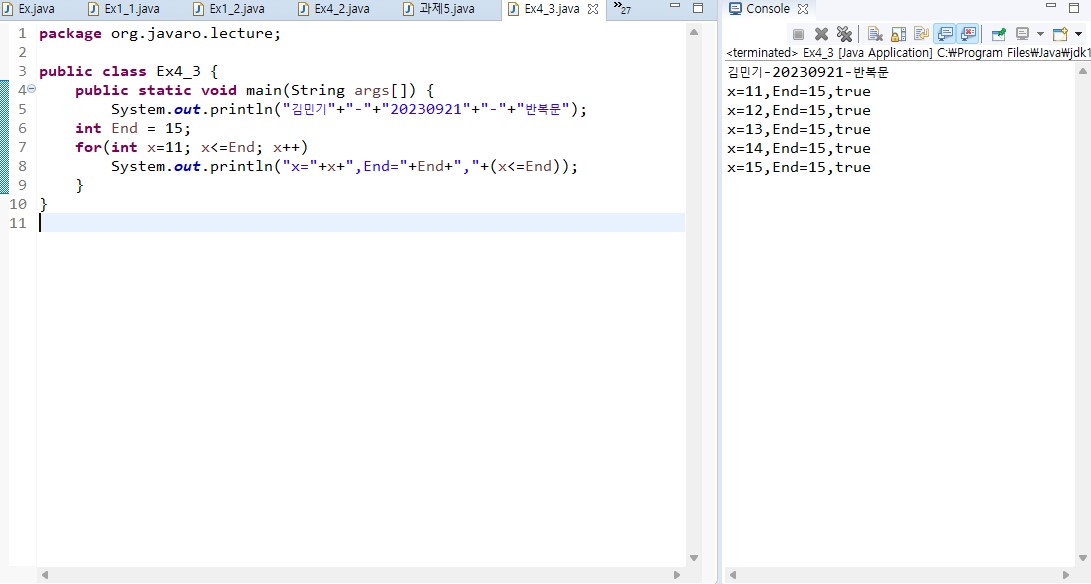 Ex.java Ex1_1.java Ex1_2.java Ex4_2.java 과제5.java Ex4_3.java »27
1 package org.javaro.lecture;
2
3 public class Ex4_3 {
4 public static void main(String args[]) {
5 System.out.println("김민기"+"-"+"20230921"+"-"+"반복문");
6 int End = 15;
7 for(int x=11; x<=End; x++)
8 System.out.println("x="+x+",End="+End+","+(x<=End));
9 }
10 }
11
Console
<terminated> Ex4_3 [Java Application] C:₩Program Files₩Java₩jdk1
김민기-20230921-반복문
x=11,End=15,true
x=12,End=15,true
x=13,End=15,true
x=14,End=15,true
x=15,End=15,true